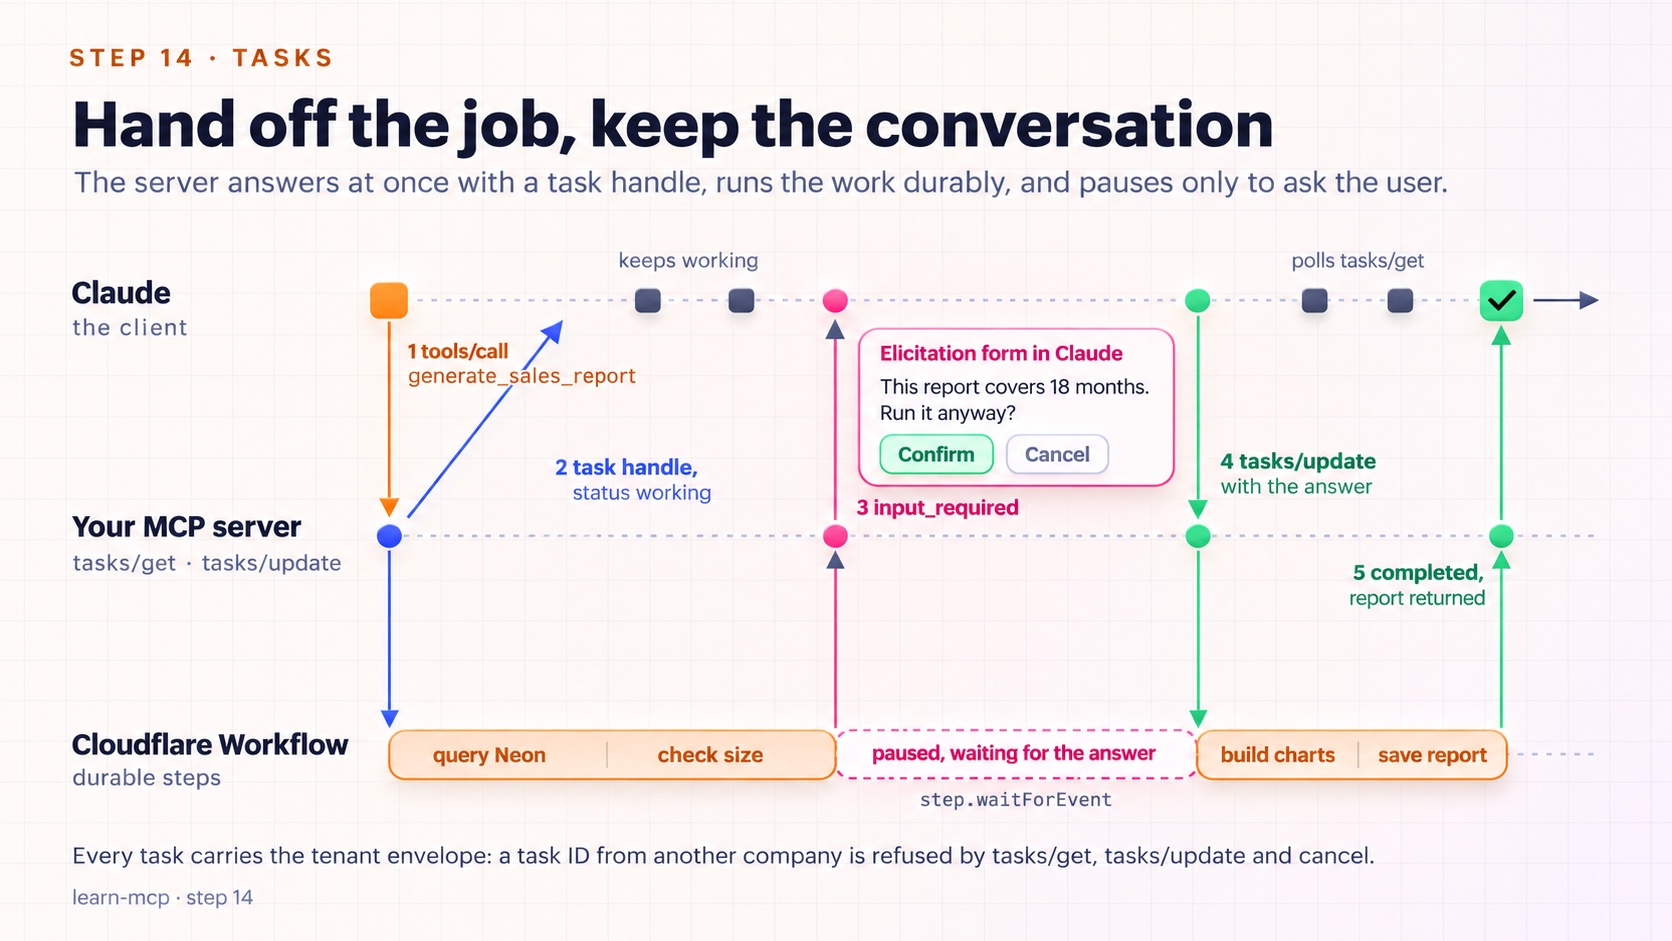 STEP 14 · TASKS
Hand off the job, keep the conversation
The server answers at once with a task handle, runs the work durably, and pauses only to ask the user.
keeps working
polls tasks/get
Claude
the client
1 tools/call
generate_sales_report
Elicitation form in Claude
This report covers 18 months.
Run it anyway?
Confirm
Cancel
2 task handle,
status working
4 tasks/update
with the answer
3 input_required
Your MCP server
tasks/get · tasks/update
5 completed,
report returned
Cloudflare Workflow
durable steps
query Neon
check size
paused, waiting for the answer
build charts
save report
step.waitForEvent
Every task carries the tenant envelope: a task ID from another company is refused by tasks/get, tasks/update and cancel.
learn-mcp · step 14